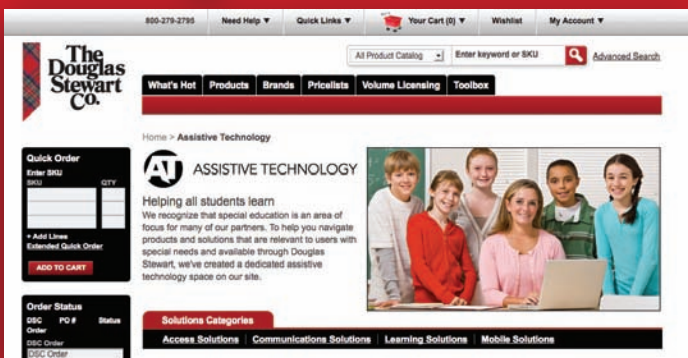 800-279-2795 Need Help ▼ Quick Links ▼ Your Cart (0) ▼ Wishlist My Account ▼
The
Douglas
Stewart
Co.
All Product Catalog Enter keyword or SKU Advanced Search
What's Hot Products Brands Pricelists Volume Licensing Toolbox
Home > Assistive Technology
Quick Order
Enter SKU
SKU QTY
+ Add Lines
Extended Quick Order
ADD TO CART
AT ASSISTIVE TECHNOLOGY
Helping all students learn
We recognize that special education is an area of
focus for many of our partners. To help you navigate
products and solutions that are relevant to users with
special needs and available through Douglas
Stewart, we've created a dedicated assistive
technology space on our site.
Order Status
DSC PO # Status
Order
DSC Order
DSC Order
Solutions Categories
Access Solutions Communications Solutions Learning Solutions Mobile Solutions